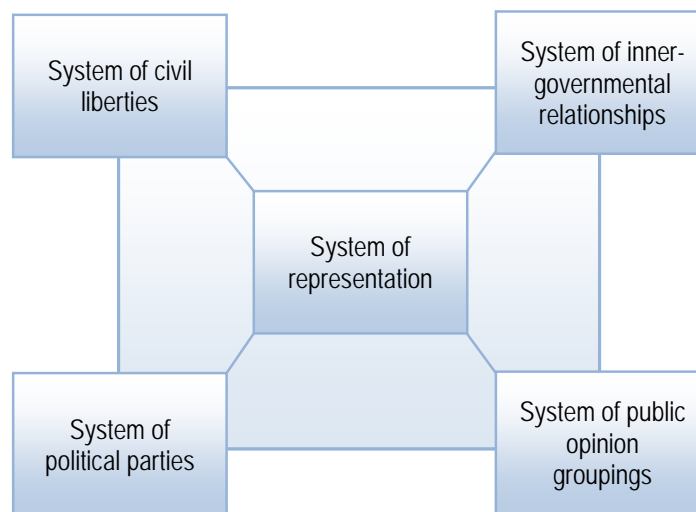 System of civil
liberties
System of inner-
governmental
relationships
System of
representation
System of
political parties
System of public
opinion
groupings